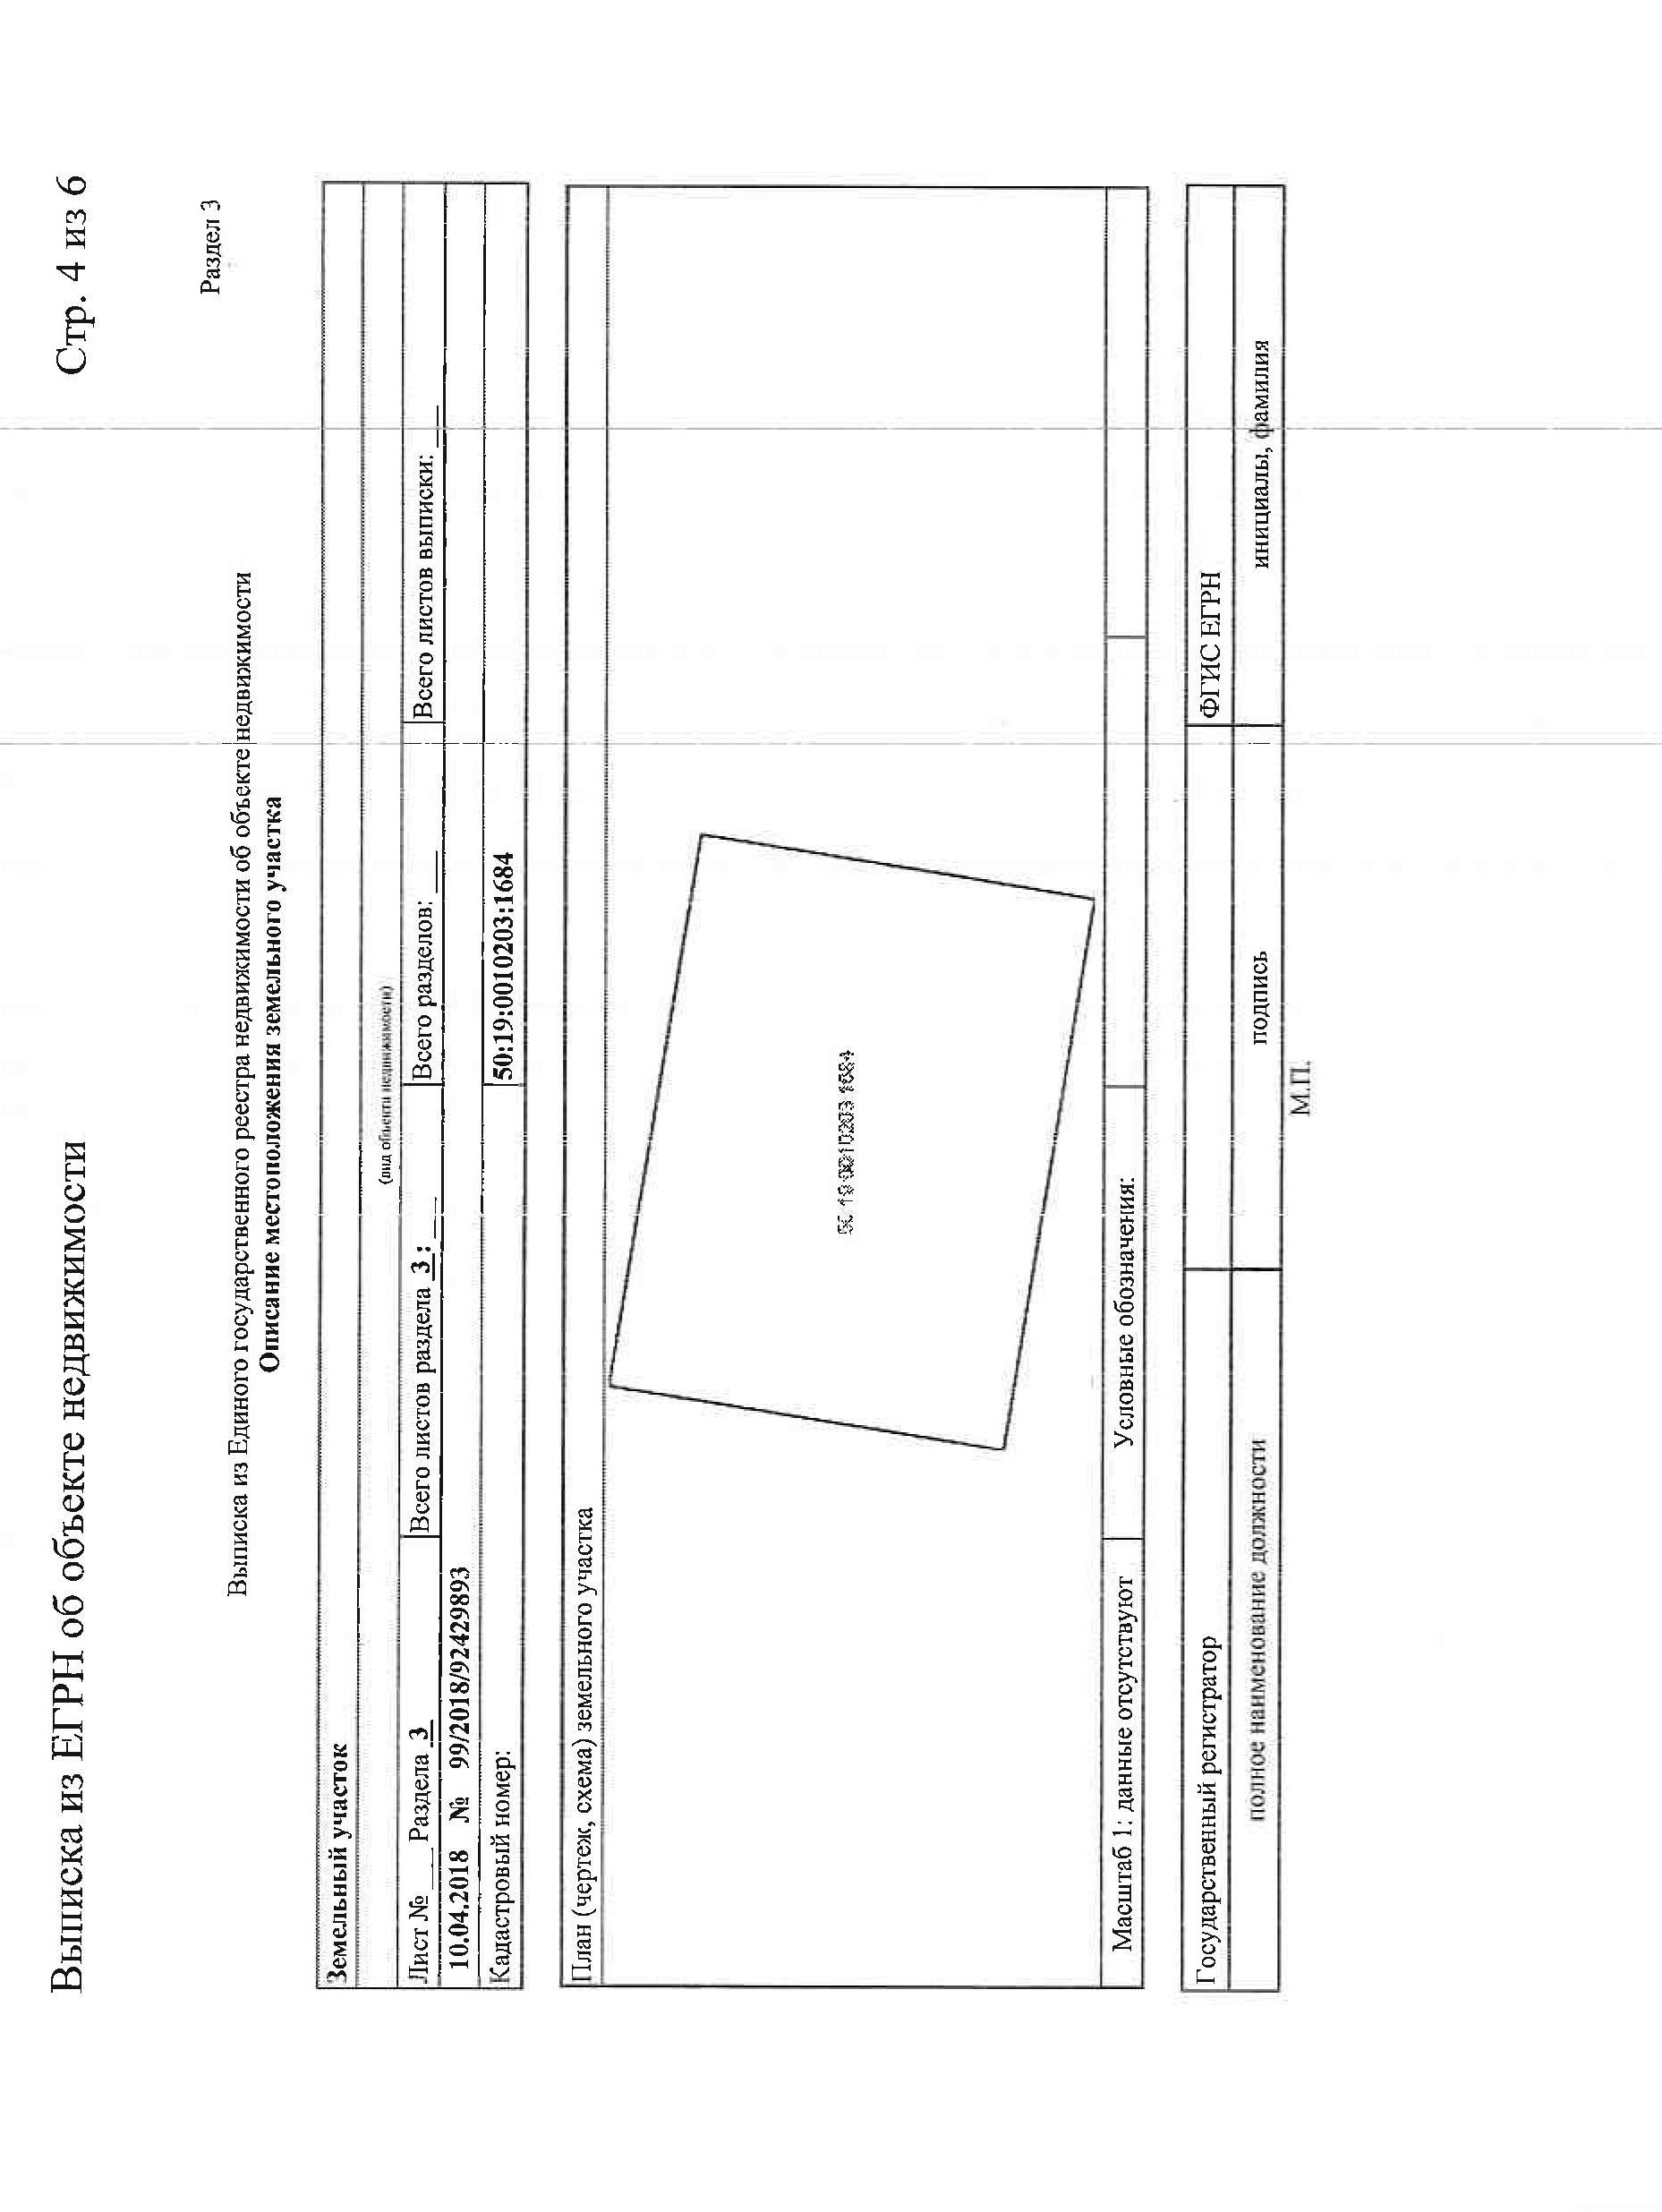 Выписка из ЕГРН об объекте недвижимости Стр. 4 из 6
Раздел 3
Выписка из Единого государственного реестра недвижимости об объекте недвижимости
Описание местоположения земельного участка
Земельный участок
(вид объекта недвижимости)
Лист № ___ Раздела 3 Всего листов раздела 3 : ___ Всего разделов: ___ Всего листов выписки: ___
10.04.2018 № 99/2018/92429893
Кадастровый номер: 50:19:0010203:1684
План (чертеж, схема) земельного участка
50:19:0010203:1684
Масштаб 1: данные отсутствуют Условные обозначения:
Государственный регистратор ФГИС ЕГРН
полное наименование должности подпись инициалы, фамилия
М.П.